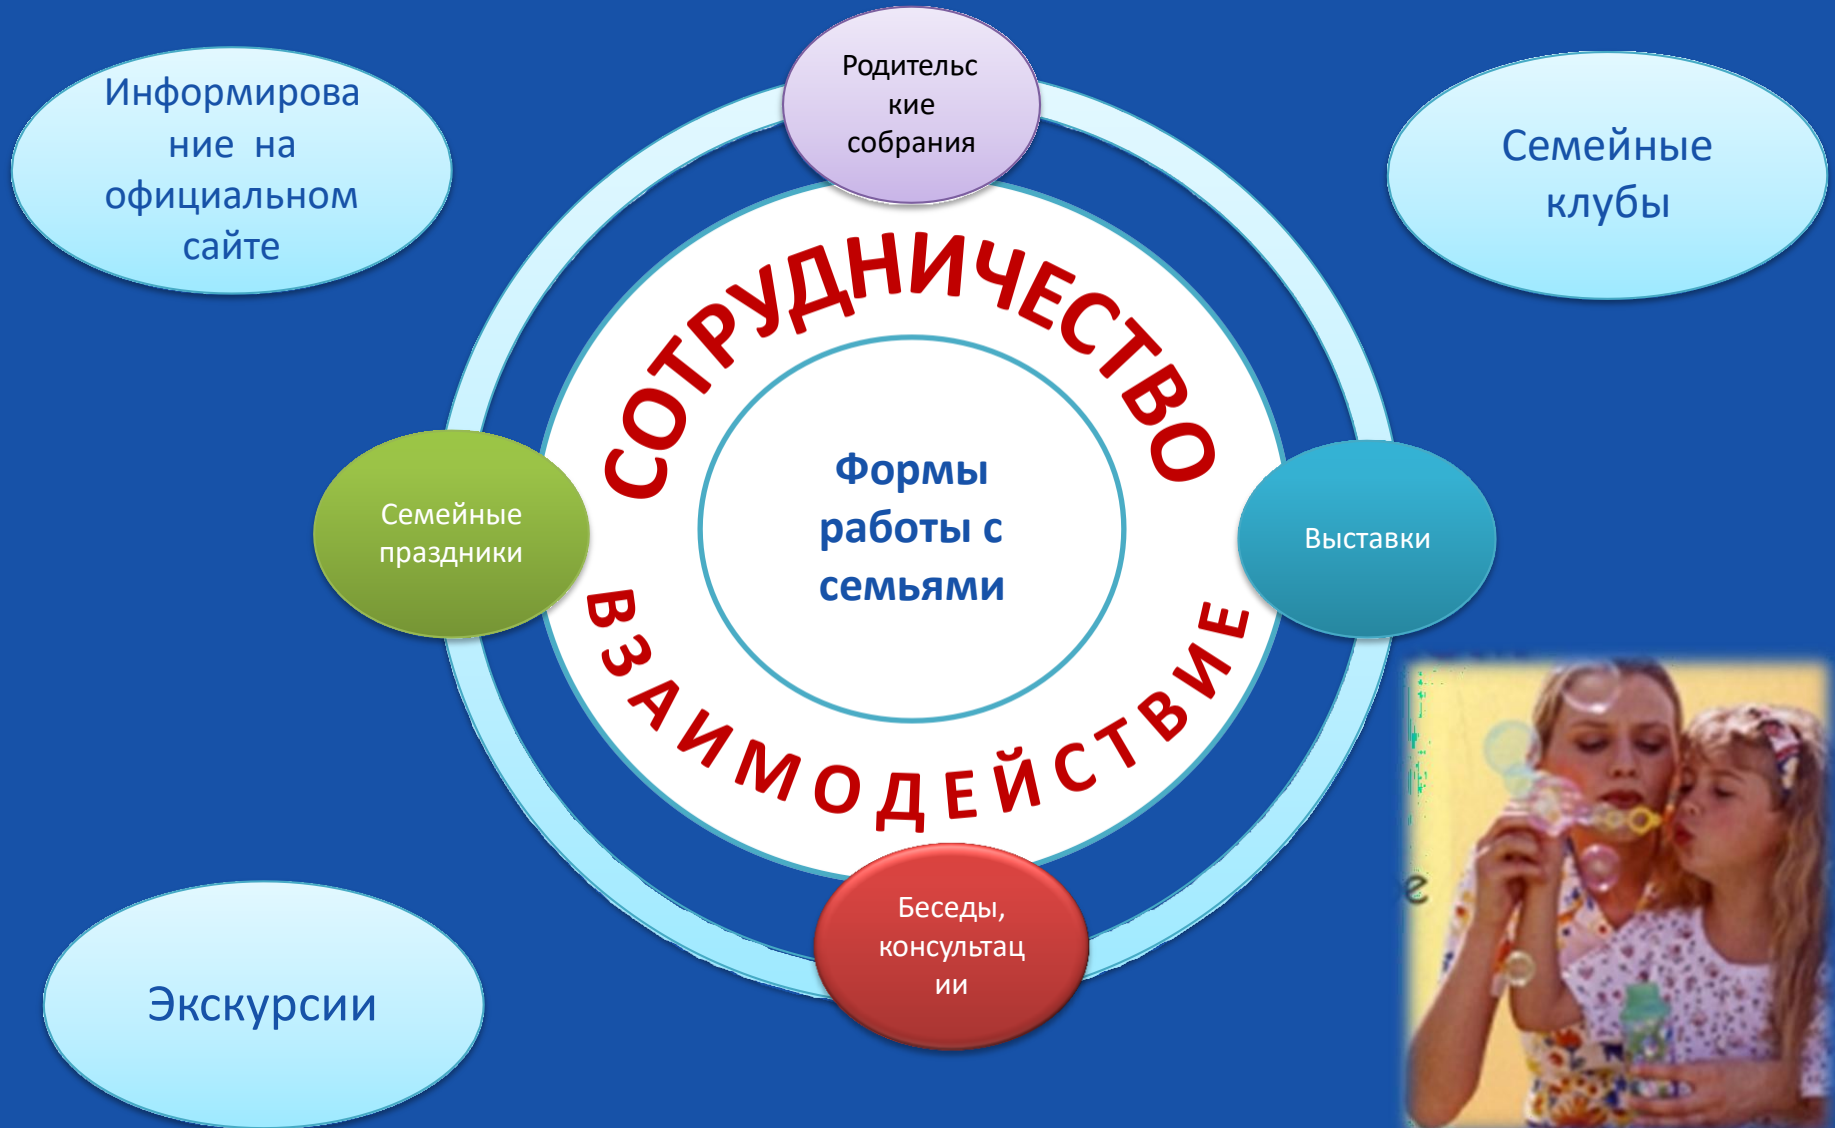 Родительс
кие
собрания
Информирова
ние на
официальном
сайте
Семейные
клубы
СОТРУДНИЧЕСТВО
Формы
работы с
семьями
Семейные
праздники
Выставки
ВЗАИМОДЕЙСТВИЕ
Беседы,
консультац
ии
Экскурсии
е